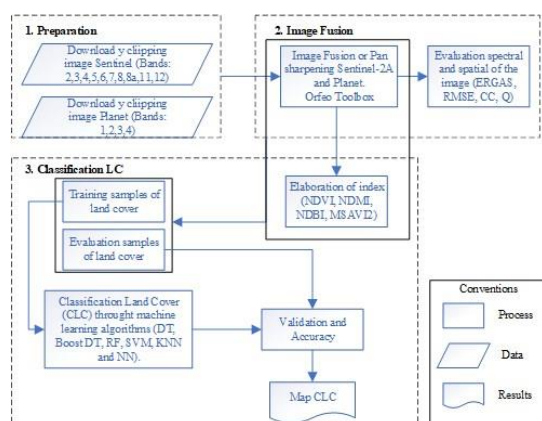 1. Preparation
Download y clipping
image Sentinel (Bands:
2,3,4,5,6,7,8,8a,11,12)
Download y clipping
image Planet (Bands:
1,2,3,4)
2. Image Fusion
Image Fusion or Pan
sharpening Sentinel-2A
and Planet.
Orfeo Toolbox
Evaluation spectral
and spatial of the
image (ERGAS,
RMSE, CC, Q)
Elaboration of index
(NDVI, NDMI,
NDBI, MSAVI2)
3. Classification LC
Training samples of
land cover
Evaluation samples
of land cover
Classification Land Cover
(CLC) throught machine
learning algorithms (DT,
Boost DT, RF, SVM, KNN
and NN).
Validation and
Accuracy
Map CLC
Conventions
Process
Data
Results